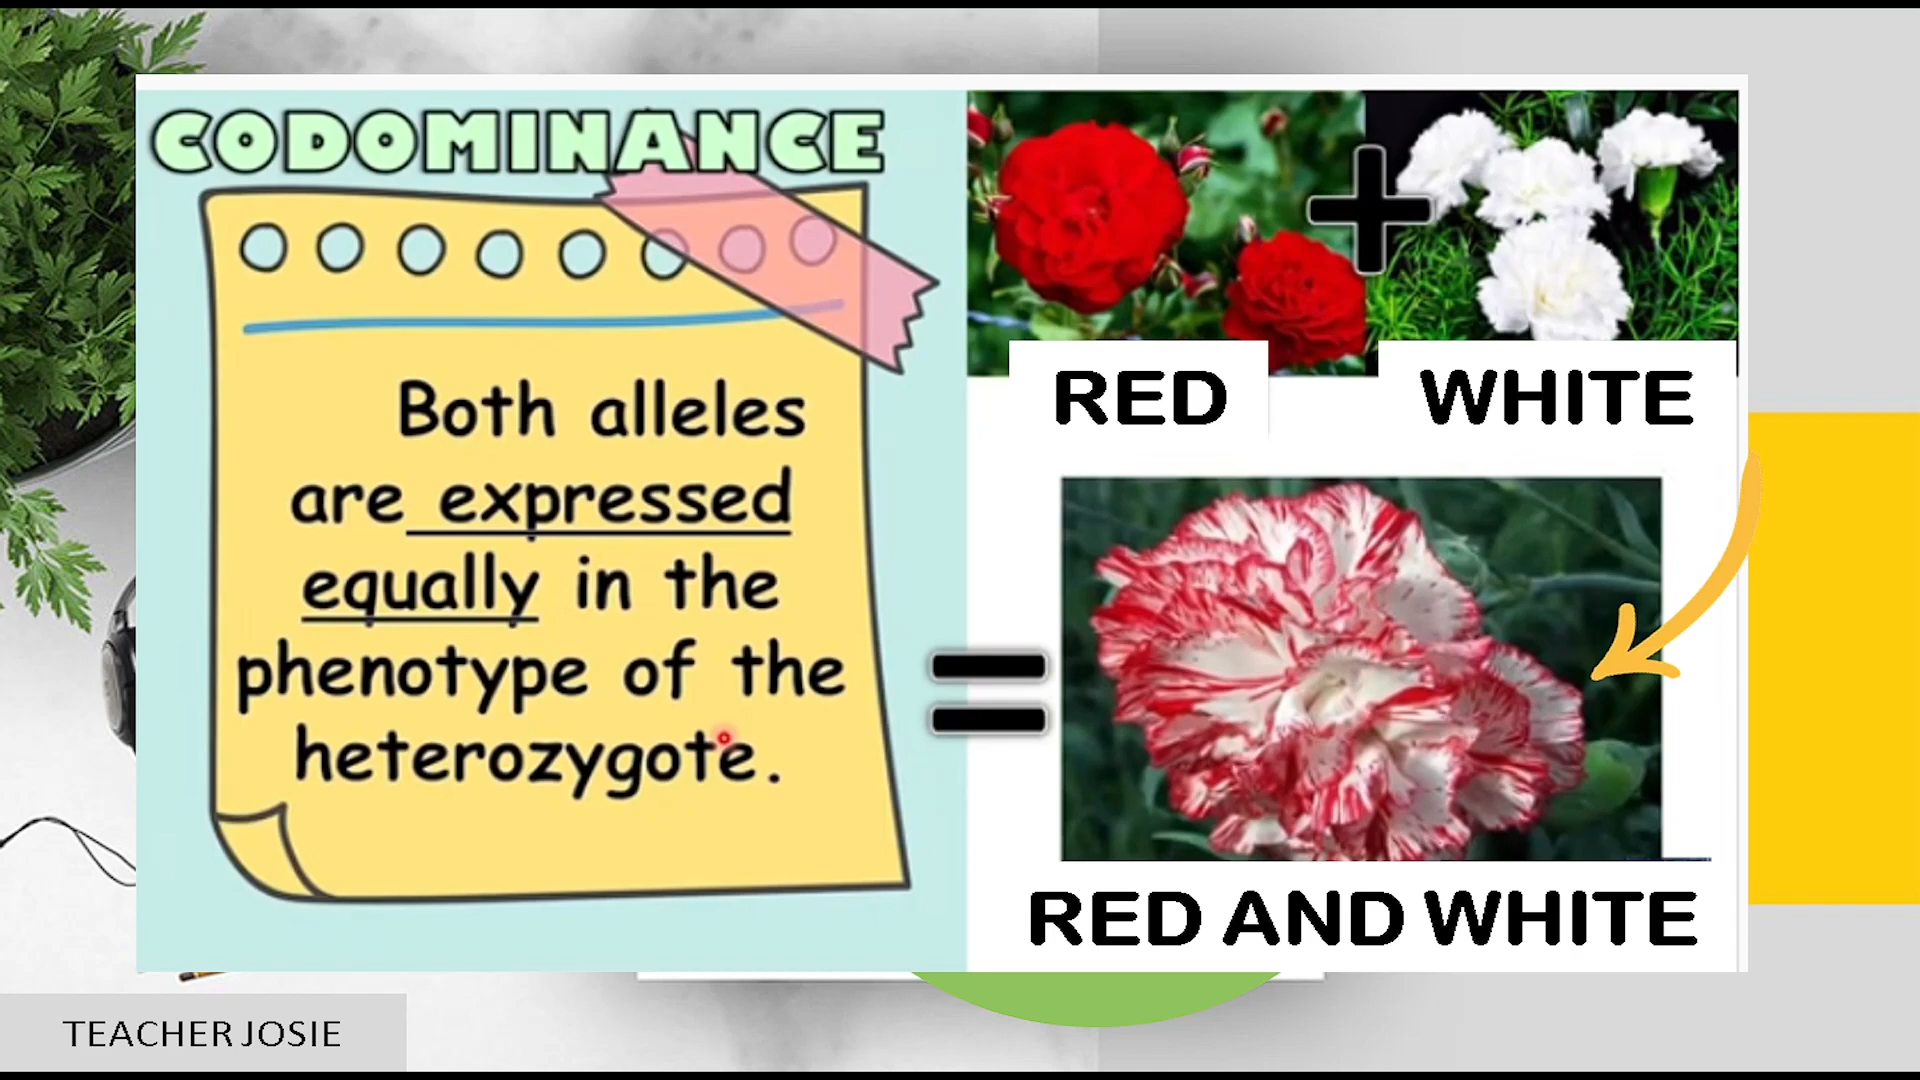 CODOMINANCE
Both alleles
are expressed
equally in the
phenotype of the
heterozygote.
RED
WHITE
RED AND WHITE
TEACHER JOSIE